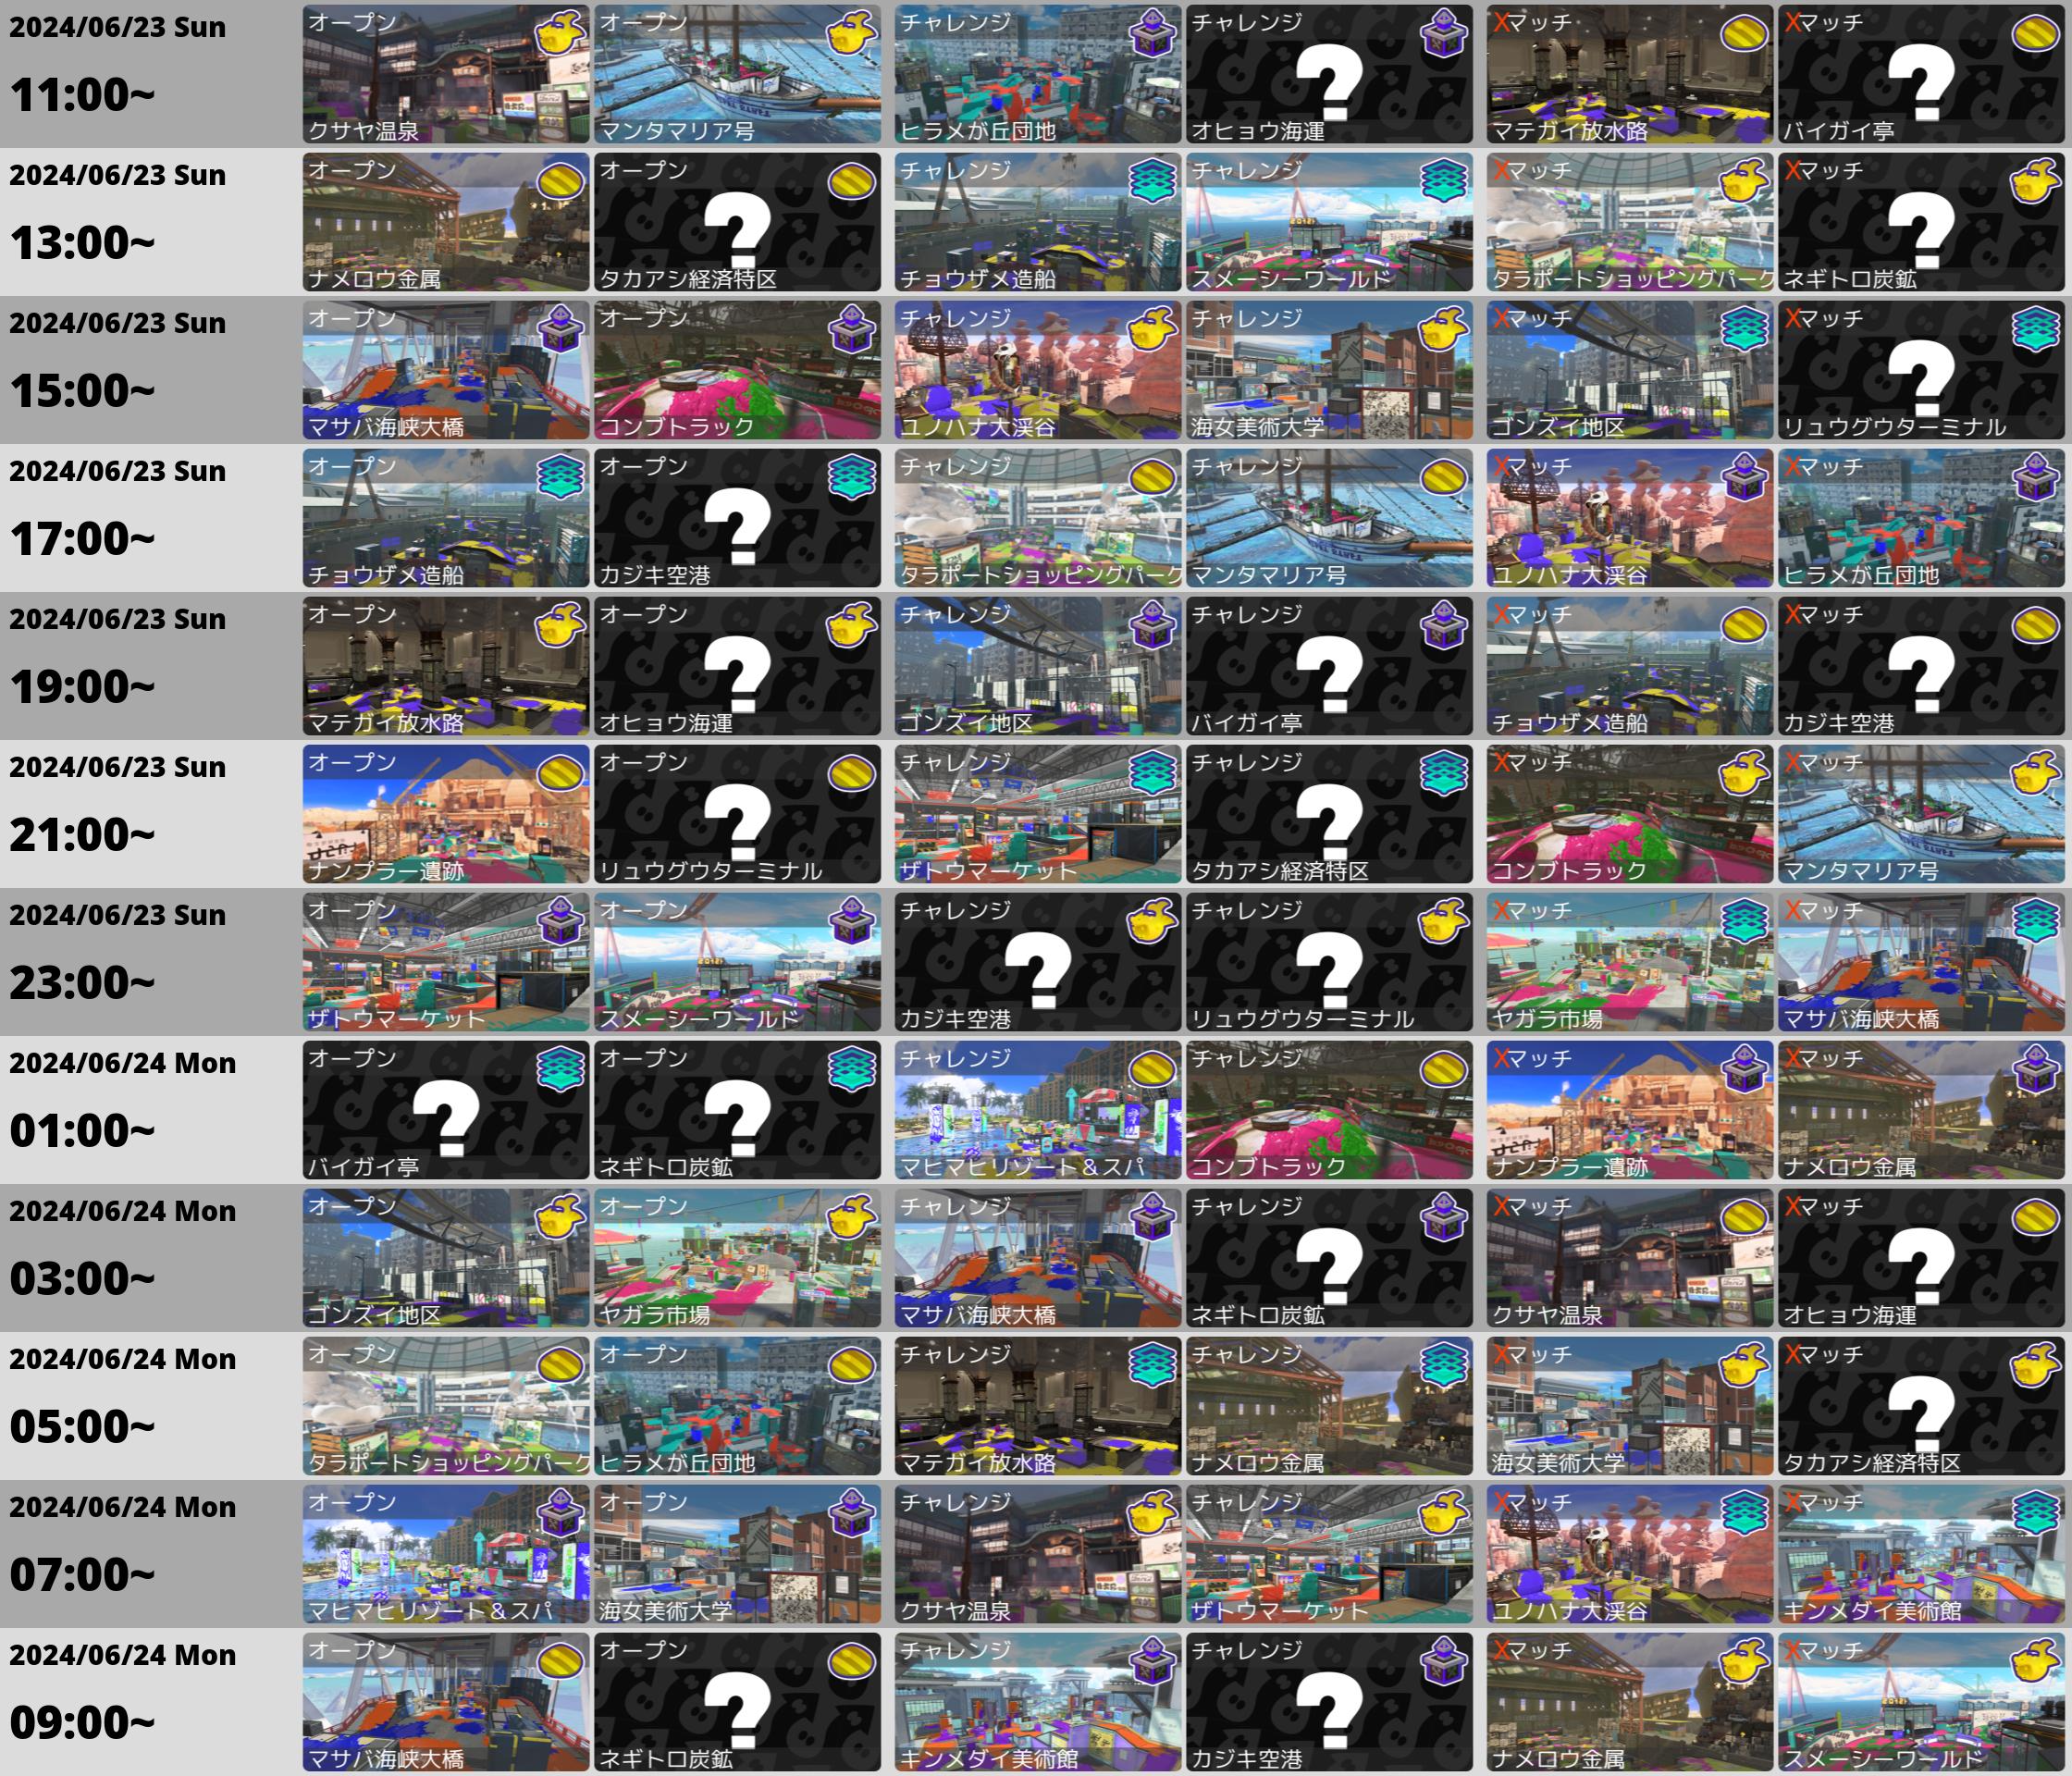 2024/06/23 Sun
11:00~
オープン
クサヤ温泉
オープン
マンタマリア号
チャレンジ
ヒラメが丘団地
チャレンジ
オヒョウ海運
Xマッチ
マテガイ放水路
Xマッチ
バイガイ亭
2024/06/23 Sun
13:00~
オープン
ナメロウ金属
オープン
タカアシ経済特区
チャレンジ
チョウザメ造船
チャレンジ
スメーシーワールド
Xマッチ
タラポートショッピングパーク
Xマッチ
ネギトロ炭鉱
2024/06/23 Sun
15:00~
オープン
マサバ海峡大橋
オープン
コンブトラック
チャレンジ
ユノハナ大渓谷
チャレンジ
海女美術大学
Xマッチ
ゴンズイ地区
Xマッチ
リュウグウターミナル
2024/06/23 Sun
17:00~
オープン
チョウザメ造船
オープン
カジキ空港
チャレンジ
タラポートショッピングパーク
チャレンジ
マンタマリア号
Xマッチ
ユノハナ大渓谷
Xマッチ
ヒラメが丘団地
2024/06/23 Sun
19:00~
オープン
マテガイ放水路
オープン
オヒョウ海運
チャレンジ
ゴンズイ地区
チャレンジ
バイガイ亭
Xマッチ
チョウザメ造船
Xマッチ
カジキ空港
2024/06/23 Sun
21:00~
オープン
ナンプラー遺跡
オープン
リュウグウターミナル
チャレンジ
ザトウマーケット
チャレンジ
タカアシ経済特区
Xマッチ
コンブトラック
Xマッチ
マンタマリア号
2024/06/23 Sun
23:00~
オープン
ザトウマーケット
オープン
スメーシーワールド
チャレンジ
カジキ空港
チャレンジ
リュウグウターミナル
Xマッチ
ヤガラ市場
Xマッチ
マサバ海峡大橋
2024/06/24 Mon
01:00~
オープン
バイガイ亭
オープン
ネギトロ炭鉱
チャレンジ
マヒマヒリゾート＆スパ
チャレンジ
コンブトラック
Xマッチ
ナンプラー遺跡
Xマッチ
ナメロウ金属
2024/06/24 Mon
03:00~
オープン
ゴンズイ地区
オープン
ヤガラ市場
チャレンジ
マサバ海峡大橋
チャレンジ
ネギトロ炭鉱
Xマッチ
クサヤ温泉
Xマッチ
オヒョウ海運
2024/06/24 Mon
05:00~
オープン
タラポートショッピングパーク
オープン
ヒラメが丘団地
チャレンジ
マテガイ放水路
チャレンジ
ナメロウ金属
Xマッチ
海女美術大学
Xマッチ
タカアシ経済特区
2024/06/24 Mon
07:00~
オープン
マヒマヒリゾート＆スパ
オープン
海女美術大学
チャレンジ
クサヤ温泉
チャレンジ
ザトウマーケット
Xマッチ
ユノハナ大渓谷
Xマッチ
キンメダイ美術館
2024/06/24 Mon
09:00~
オープン
マサバ海峡大橋
オープン
ネギトロ炭鉱
チャレンジ
キンメダイ美術館
チャレンジ
カジキ空港
Xマッチ
ナメロウ金属
Xマッチ
スメーシーワールド